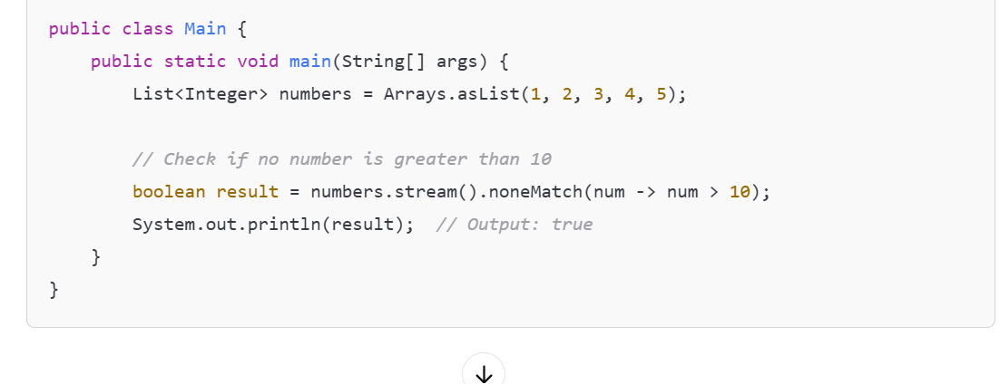 public class Main {
    public static void main(String[] args) {
        List<Integer> numbers = Arrays.asList(1, 2, 3, 4, 5);
        // Check if no number is greater than 10
        boolean result = numbers.stream().noneMatch(num -> num > 10);
        System.out.println(result);  // Output: true
    }
}